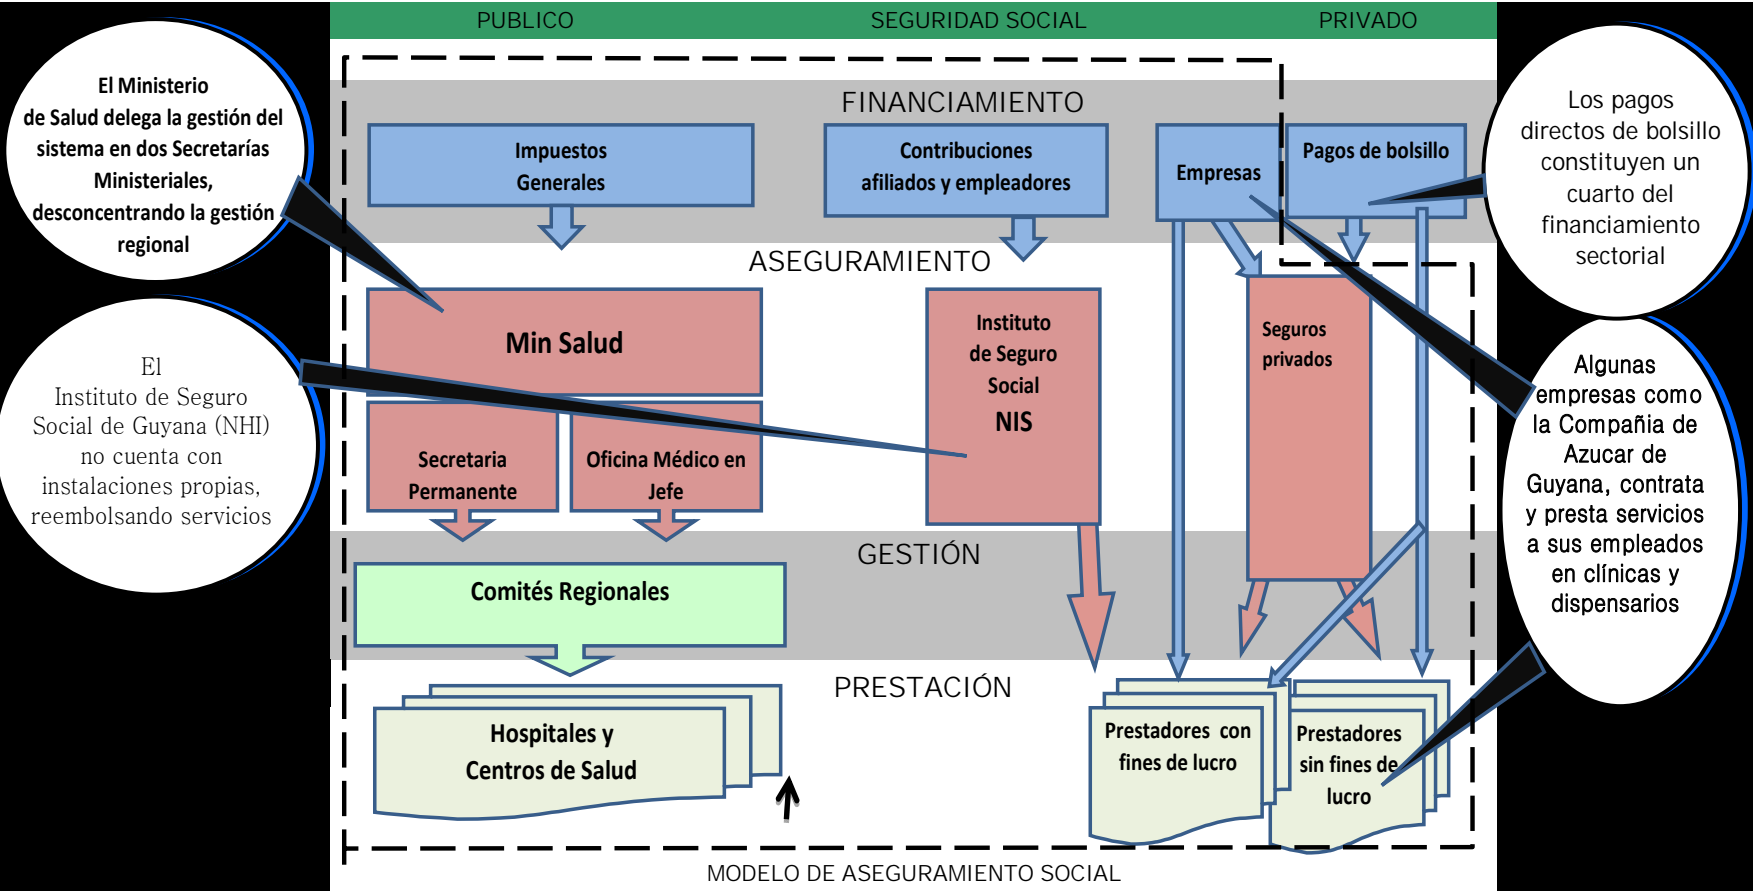 PUBLICO
SEGURIDAD SOCIAL
PRIVADO
El Ministerio
de Salud delega la gestión del
sistema en dos Secretarías
Ministeriales,
desconcentrando la gestión
regional
FINANCIAMIENTO
Impuestos
Generales
Contribuciones
afiliados y empleadores
Empresas
Pagos de bolsillo
Los pagos
directos de bolsillo
constituyen un
cuarto del
financiamiento
sectorial
ASEGURAMIENTO
Min Salud
Secretaria
Permanente
Oficina Médico en
Jefe
Instituto
de Seguro
Social
NIS
Seguros
privados
El
Instituto de Seguro
Social de Guyana (NHI)
no cuenta con
instalaciones propias,
reembolsando servicios
Algunas
empresas como
la Compañia de
Azucar de
Guyana, contrata
y presta servicios
a sus empleados
en clínicas y
dispensarios
GESTIÓN
Comités Regionales
PRESTACIÓN
Hospitales y
Centros de Salud
Prestadores con
fines de lucro
Prestadores
sin fines de
lucro
MODELO DE ASEGURAMIENTO SOCIAL